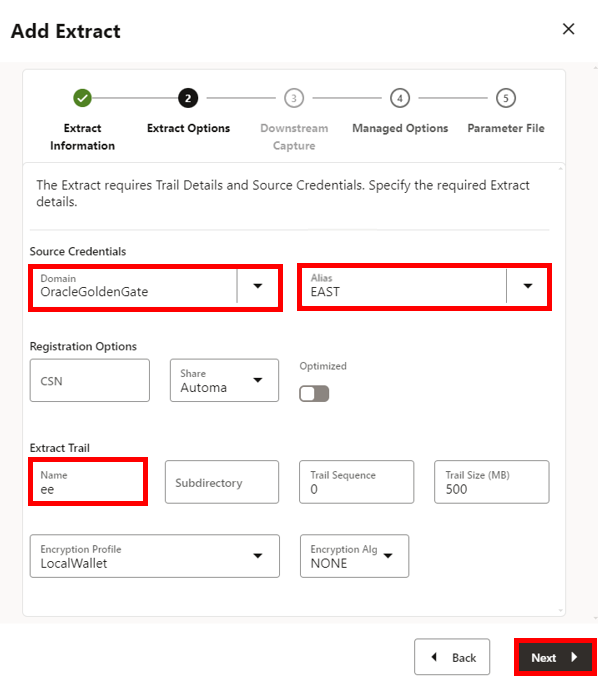 Add Extract
2
3
4
5
Extract
Information
Extract Options
Downstream
Capture
Managed Options
Parameter File
The Extract requires Trail Details and Source Credentials. Specify the required Extract
details.
Source Credentials
Domain
OracleGoldenGate
Alias
EAST
Registration Options
CSN
Share
Automa
Optimized
Extract Trail
Name
ee
Subdirectory
Trail Sequence
0
Trail Size (MB)
500
Encryption Profile
LocalWallet
Encryption Alg
NONE
Back
Next